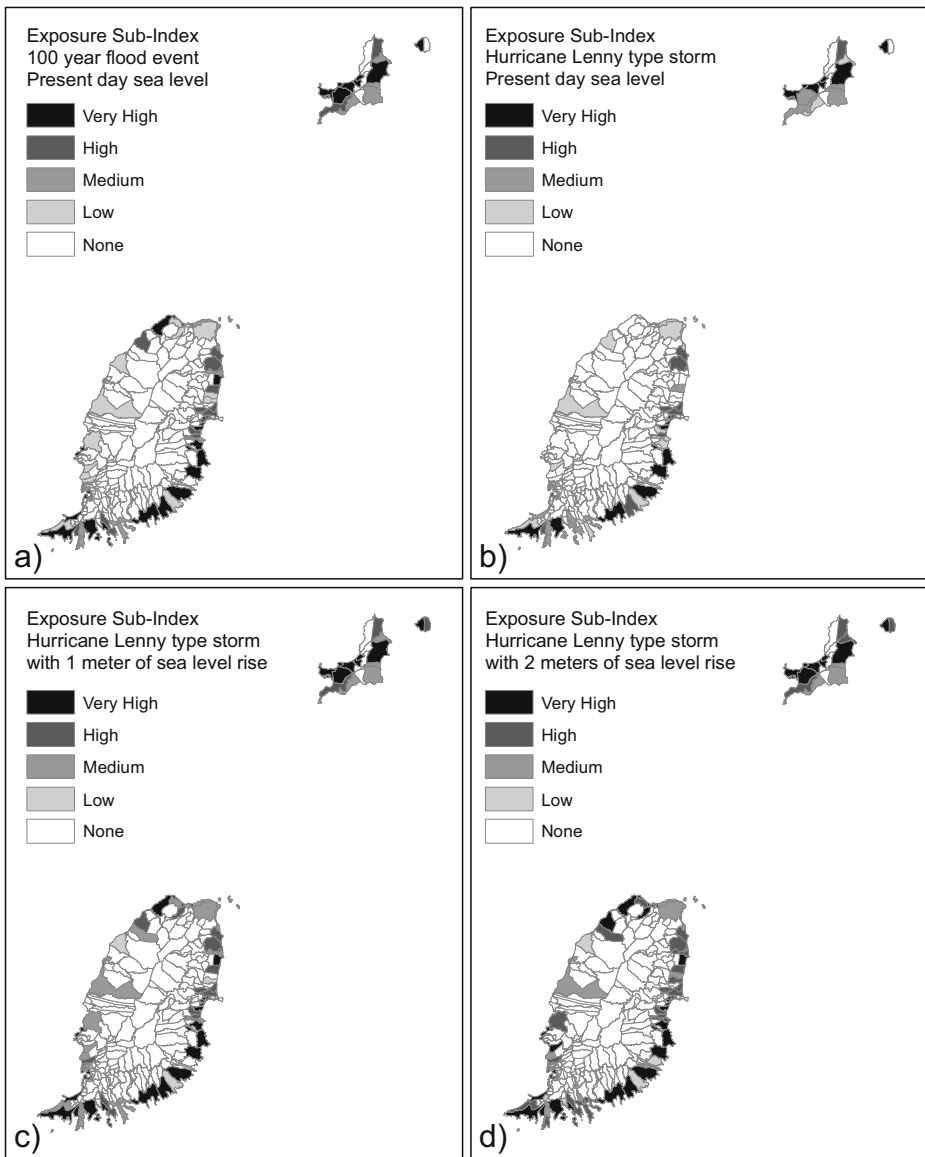 Exposure Sub-Index
100 year flood event
Present day sea level
Very High
High
Medium
Low
None
a)
Exposure Sub-Index
Hurricane Lenny type storm
Present day sea level
Very High
High
Medium
Low
None
b)
Exposure Sub-Index
Hurricane Lenny type storm
with 1 meter of sea level rise
Very High
High
Medium
Low
None
c)
Exposure Sub-Index
Hurricane Lenny type storm
with 2 meters of sea level rise
Very High
High
Medium
Low
None
d)